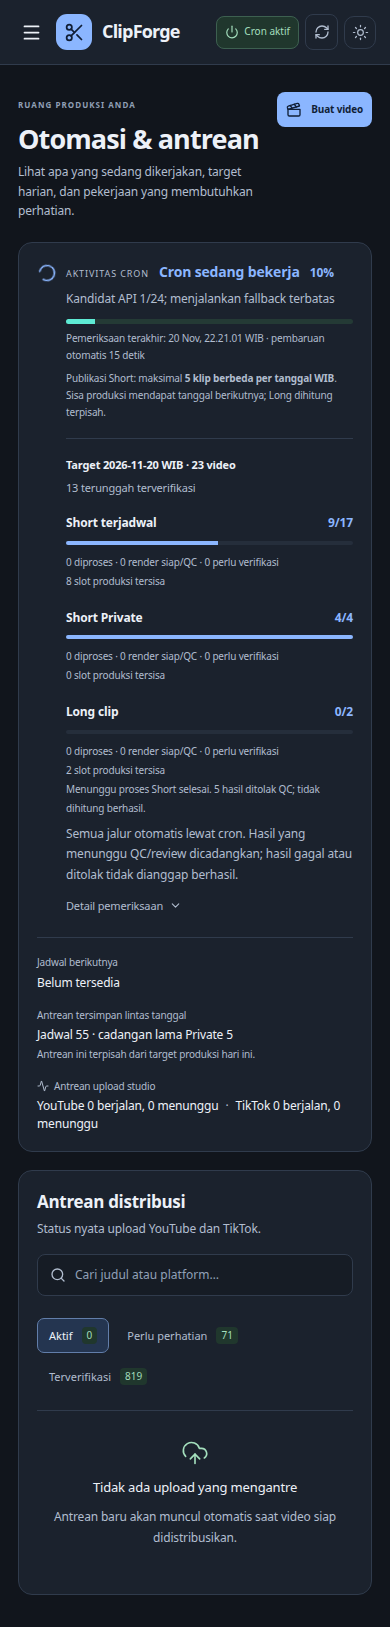 ClipForge
Cron aktif
RUANG PRODUKSI ANDA
Buat video
Otomasi & antrean
Lihat apa yang sedang dikerjakan, target
harian, dan pekerjaan yang membutuhkan
perhatian.
AKTIVITAS CRON Cron sedang bekerja 10%
Kandidat API 1/24; menjalankan fallback terbatas
Pemeriksaan terakhir: 20 Nov, 22.21.01 WIB · pembaruan
otomatis 15 detik
Publikasi Short: maksimal 5 klip berbeda per tanggal WIB.
Sisa produksi mendapat tanggal berikutnya; Long dihitung
terpisah.
Target 2026-11-20 WIB · 23 video
13 terunggah terverifikasi
Short terjadwal 9/17
0 diproses · 0 render siap/QC · 0 perlu verifikasi
8 slot produksi tersisa
Short Private 4/4
0 diproses · 0 render siap/QC · 0 perlu verifikasi
0 slot produksi tersisa
Long clip 0/2
0 diproses · 0 render siap/QC · 0 perlu verifikasi
2 slot produksi tersisa
Menunggu proses Short selesai. 5 hasil ditolak QC; tidak
dihitung berhasil.
Semua jalur otomatis lewat cron. Hasil yang
menunggu QC/review dicadangkan; hasil gagal atau
ditolak tidak dianggap berhasil.
Detail pemeriksaan
Jadwal berikutnya
Belum tersedia
Antrean tersimpan lintas tanggal
Jadwal 55 · cadangan lama Private 5
Antrean ini terpisah dari target produksi hari ini.
Antrean upload studio
YouTube 0 berjalan, 0 menunggu · TikTok 0 berjalan, 0
menunggu
Antrean distribusi
Status nyata upload YouTube dan TikTok.
Cari judul atau platform...
Aktif 0 Perlu perhatian 71
Terverifikasi 819
Tidak ada upload yang mengantre
Antrean baru akan muncul otomatis saat video siap
didistribusikan.